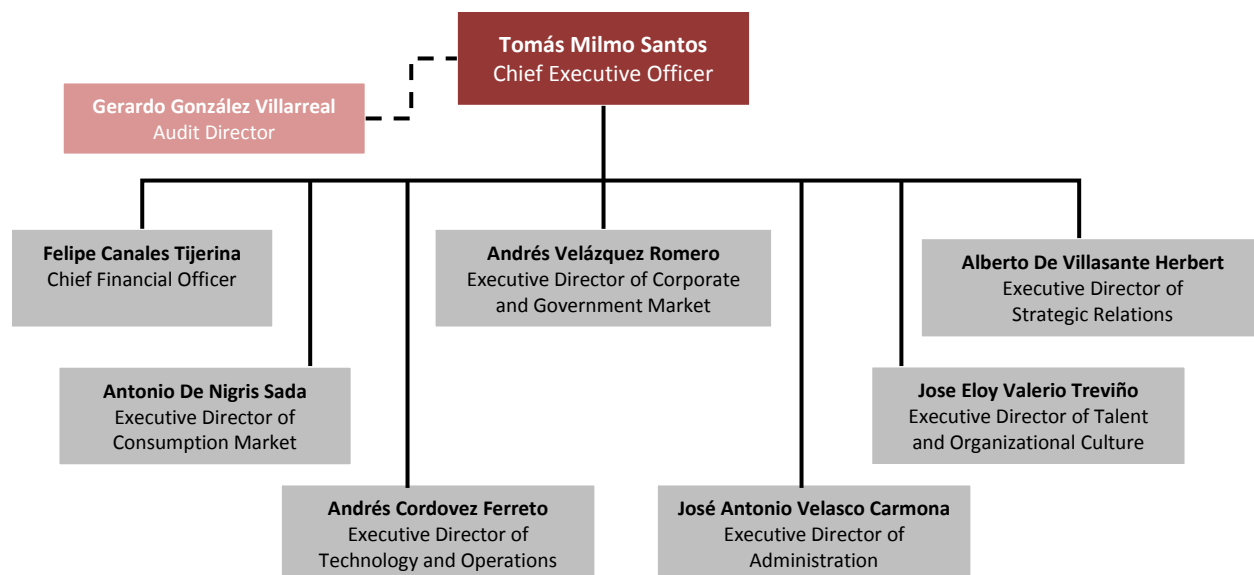 Tomás Milmo Santos
Chief Executive Officer
Gerardo González Villarreal
Audit Director
Felipe Canales Tijerina
Chief Financial Officer
Andrés Velázquez Romero
Executive Director of Corporate
and Government Market
Alberto De Villasante Herbert
Executive Director of
Strategic Relations
Antonio De Nigris Sada
Executive Director of
Consumption Market
Jose Eloy Valerio Treviño
Executive Director of Talent
and Organizational Culture
Andrés Cordovez Ferreto
Executive Director of
Technology and Operations
José Antonio Velasco Carmona
Executive Director of
Administration